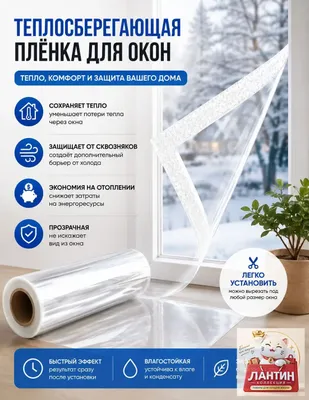 ТЕПЛОСБЕРЕГАЮЩАЯ
ПЛЁНКА ДЛЯ ОКОН
ТЕПЛО, КОМФОРТ И ЗАЩИТА ВАШЕГО ДОМА
СОХРАНЯЕТ ТЕПЛО
уменьшает потери тепла
через окна
ЗАЩИЩАЕТ ОТ СКВОЗНЯКОВ
создаёт дополнительный
барьер от холода
ЭКОНОМИЯ НА ОТОПЛЕНИИ
снижает затраты
на энергоресурсы
ПРОЗРАЧНАЯ
не искажает
вид из окна
ЛЕГКО
УСТАНОВИТЬ
можно вырезать под
любой размер окна
БЫСТРЫЙ ЭФФЕКТ
результат сразу
после установки
ВЛАГОСТОЙКАЯ
устойчива к влаге
и конденсату
ЛАНТИН
КОЛЛЕКЦИЯ